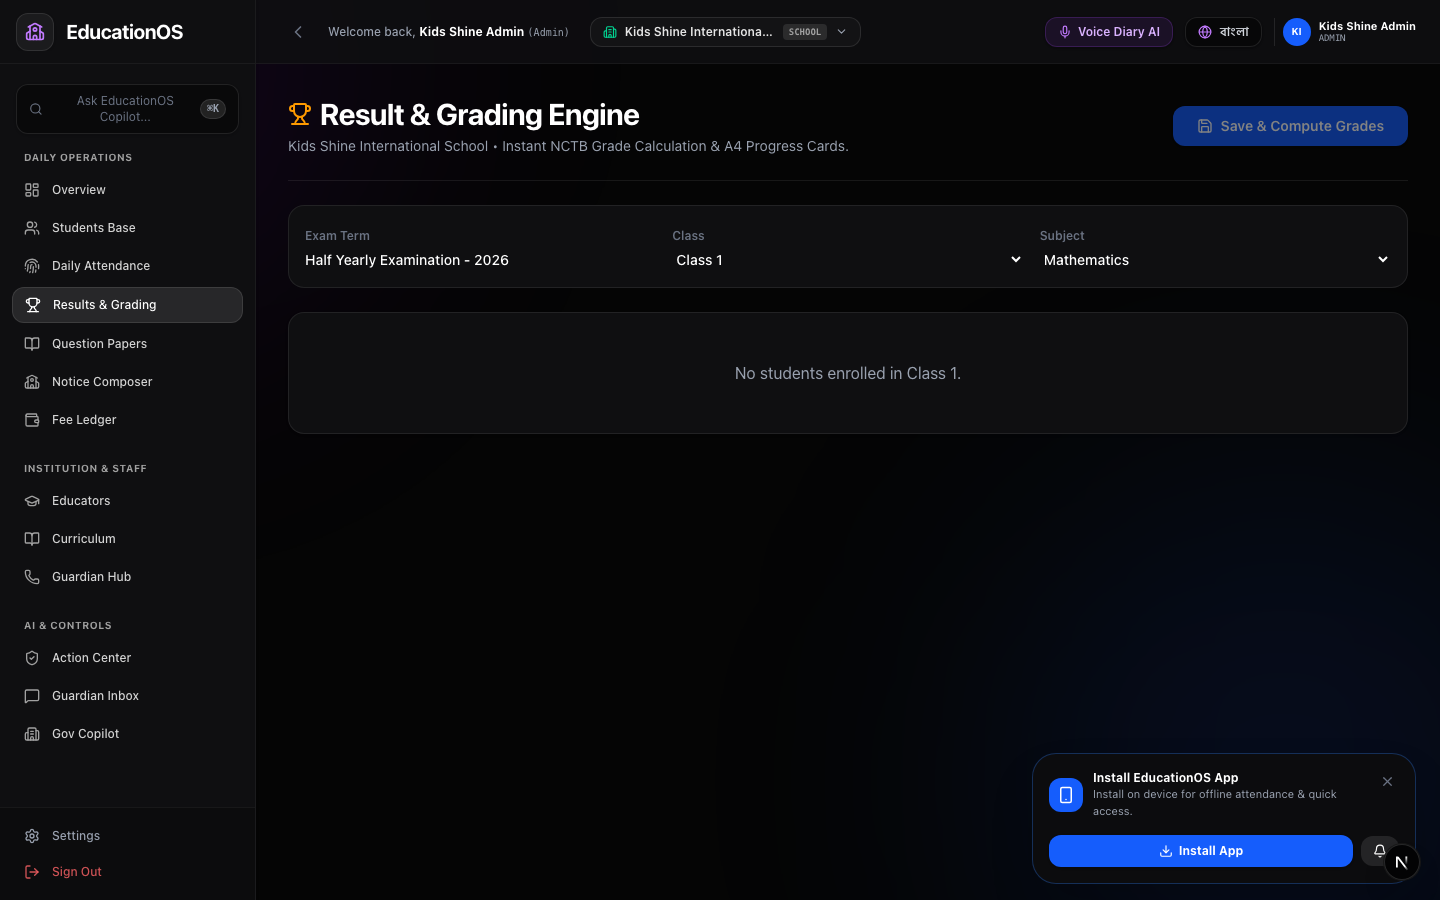 EducationOS
Welcome back, Kids Shine Admin (Admin)
Kids Shine Internationa... SCHOOL
Voice Diary AI
বাংলা
KI
Kids Shine Admin
ADMIN
Ask EducationOS
Copilot...
⌘K
DAILY OPERATIONS
Overview
Students Base
Daily Attendance
Results & Grading
Question Papers
Notice Composer
Fee Ledger
INSTITUTION & STAFF
Educators
Curriculum
Guardian Hub
AI & CONTROLS
Action Center
Guardian Inbox
Gov Copilot
Settings
Sign Out
Result & Grading Engine
Kids Shine International School • Instant NCTB Grade Calculation & A4 Progress Cards.
Save & Compute Grades
Exam Term
Half Yearly Examination - 2026
Class
Class 1
Subject
Mathematics
No students enrolled in Class 1.
Install EducationOS App
Install on device for offline attendance & quick
access.
Install App
N